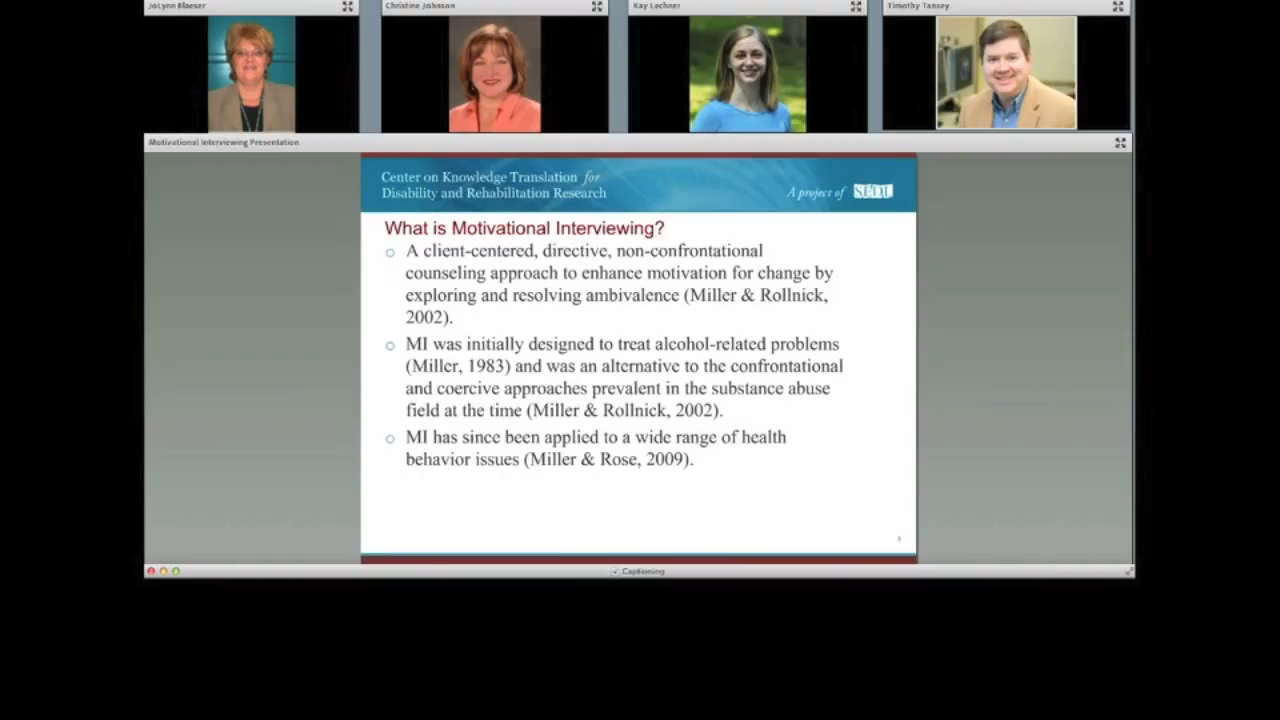 JoLynn Blaeser
Christine Johnson
Kay Lechner
Timothy Tansey
Motivational Interviewing Presentation
Center on Knowledge Translation for
Disability and Rehabilitation Research
A project of SEDL
What is Motivational Interviewing?
A client-centered, directive, non-confrontational
counseling approach to enhance motivation for change by
exploring and resolving ambivalence (Miller & Rollnick,
2002).
MI was initially designed to treat alcohol-related problems
(Miller, 1983) and was an alternative to the confrontational
and coercive approaches prevalent in the substance abuse
field at the time (Miller & Rollnick, 2002).
MI has since been applied to a wide range of health
behavior issues (Miller & Rose, 2009).
Captioning